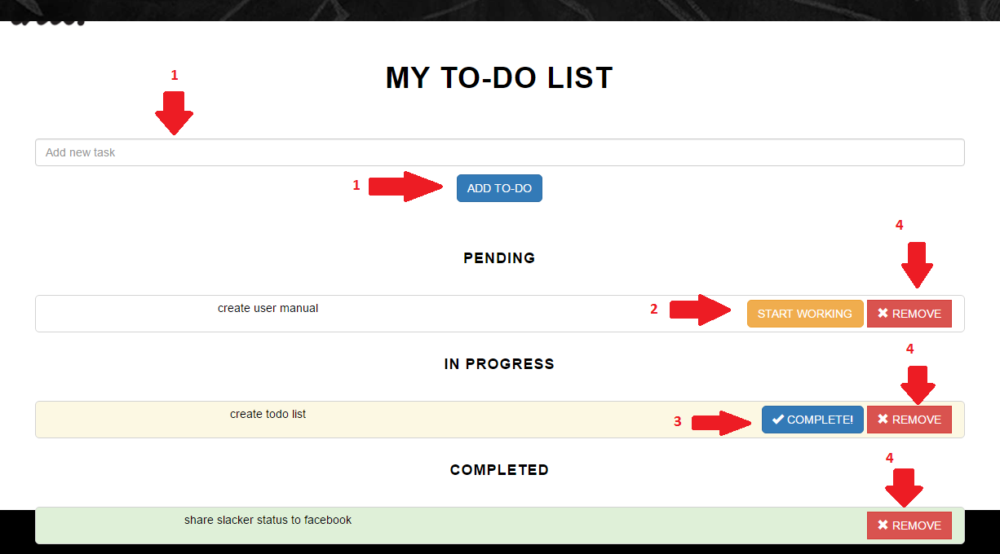 MY TO-DO LIST
1
Add new task
1
ADD TO-DO
4
PENDING
create user manual
2
START WORKING
REMOVE
4
IN PROGRESS
create todo list
3
COMPLETE!
REMOVE
4
COMPLETED
share slacker status to facebook
REMOVE